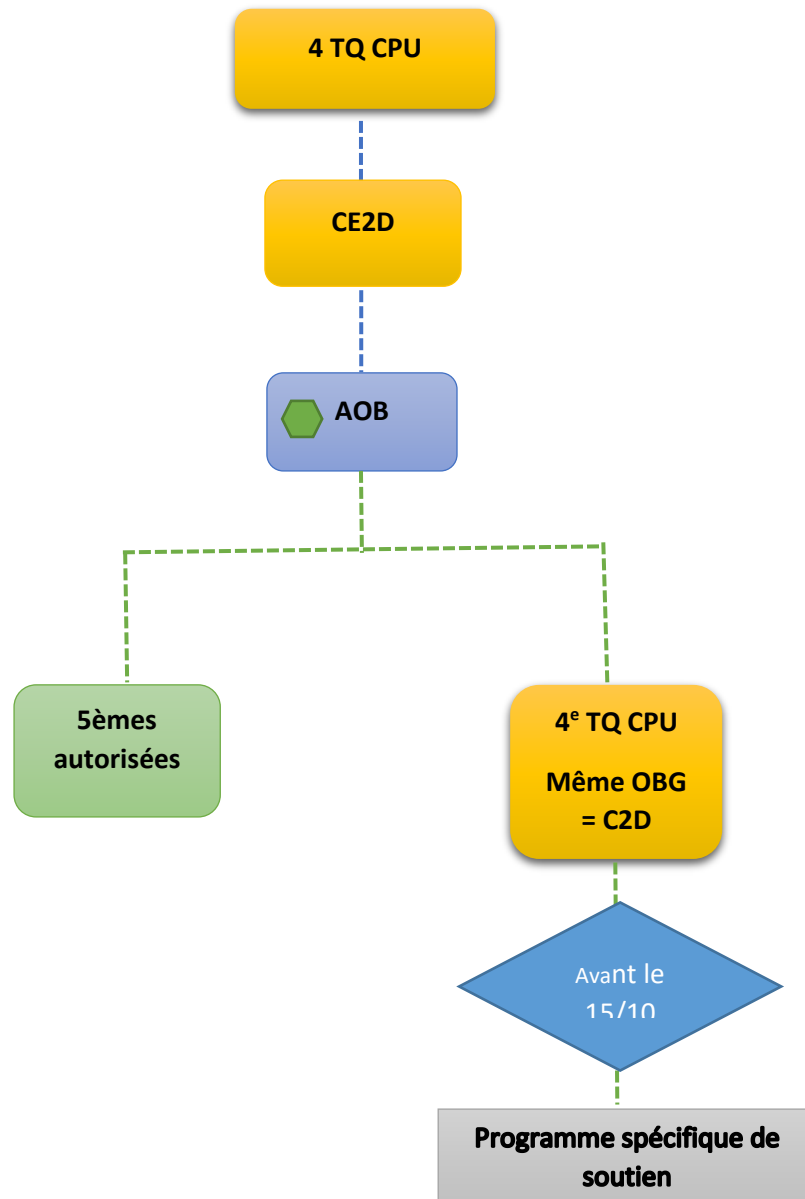 4 TQ CPU
CE2D
AOB
5èmes
autorisées
4e TQ CPU
Même OBG
= C2D
Avant le
15/10
Programme spécifique de
soutien